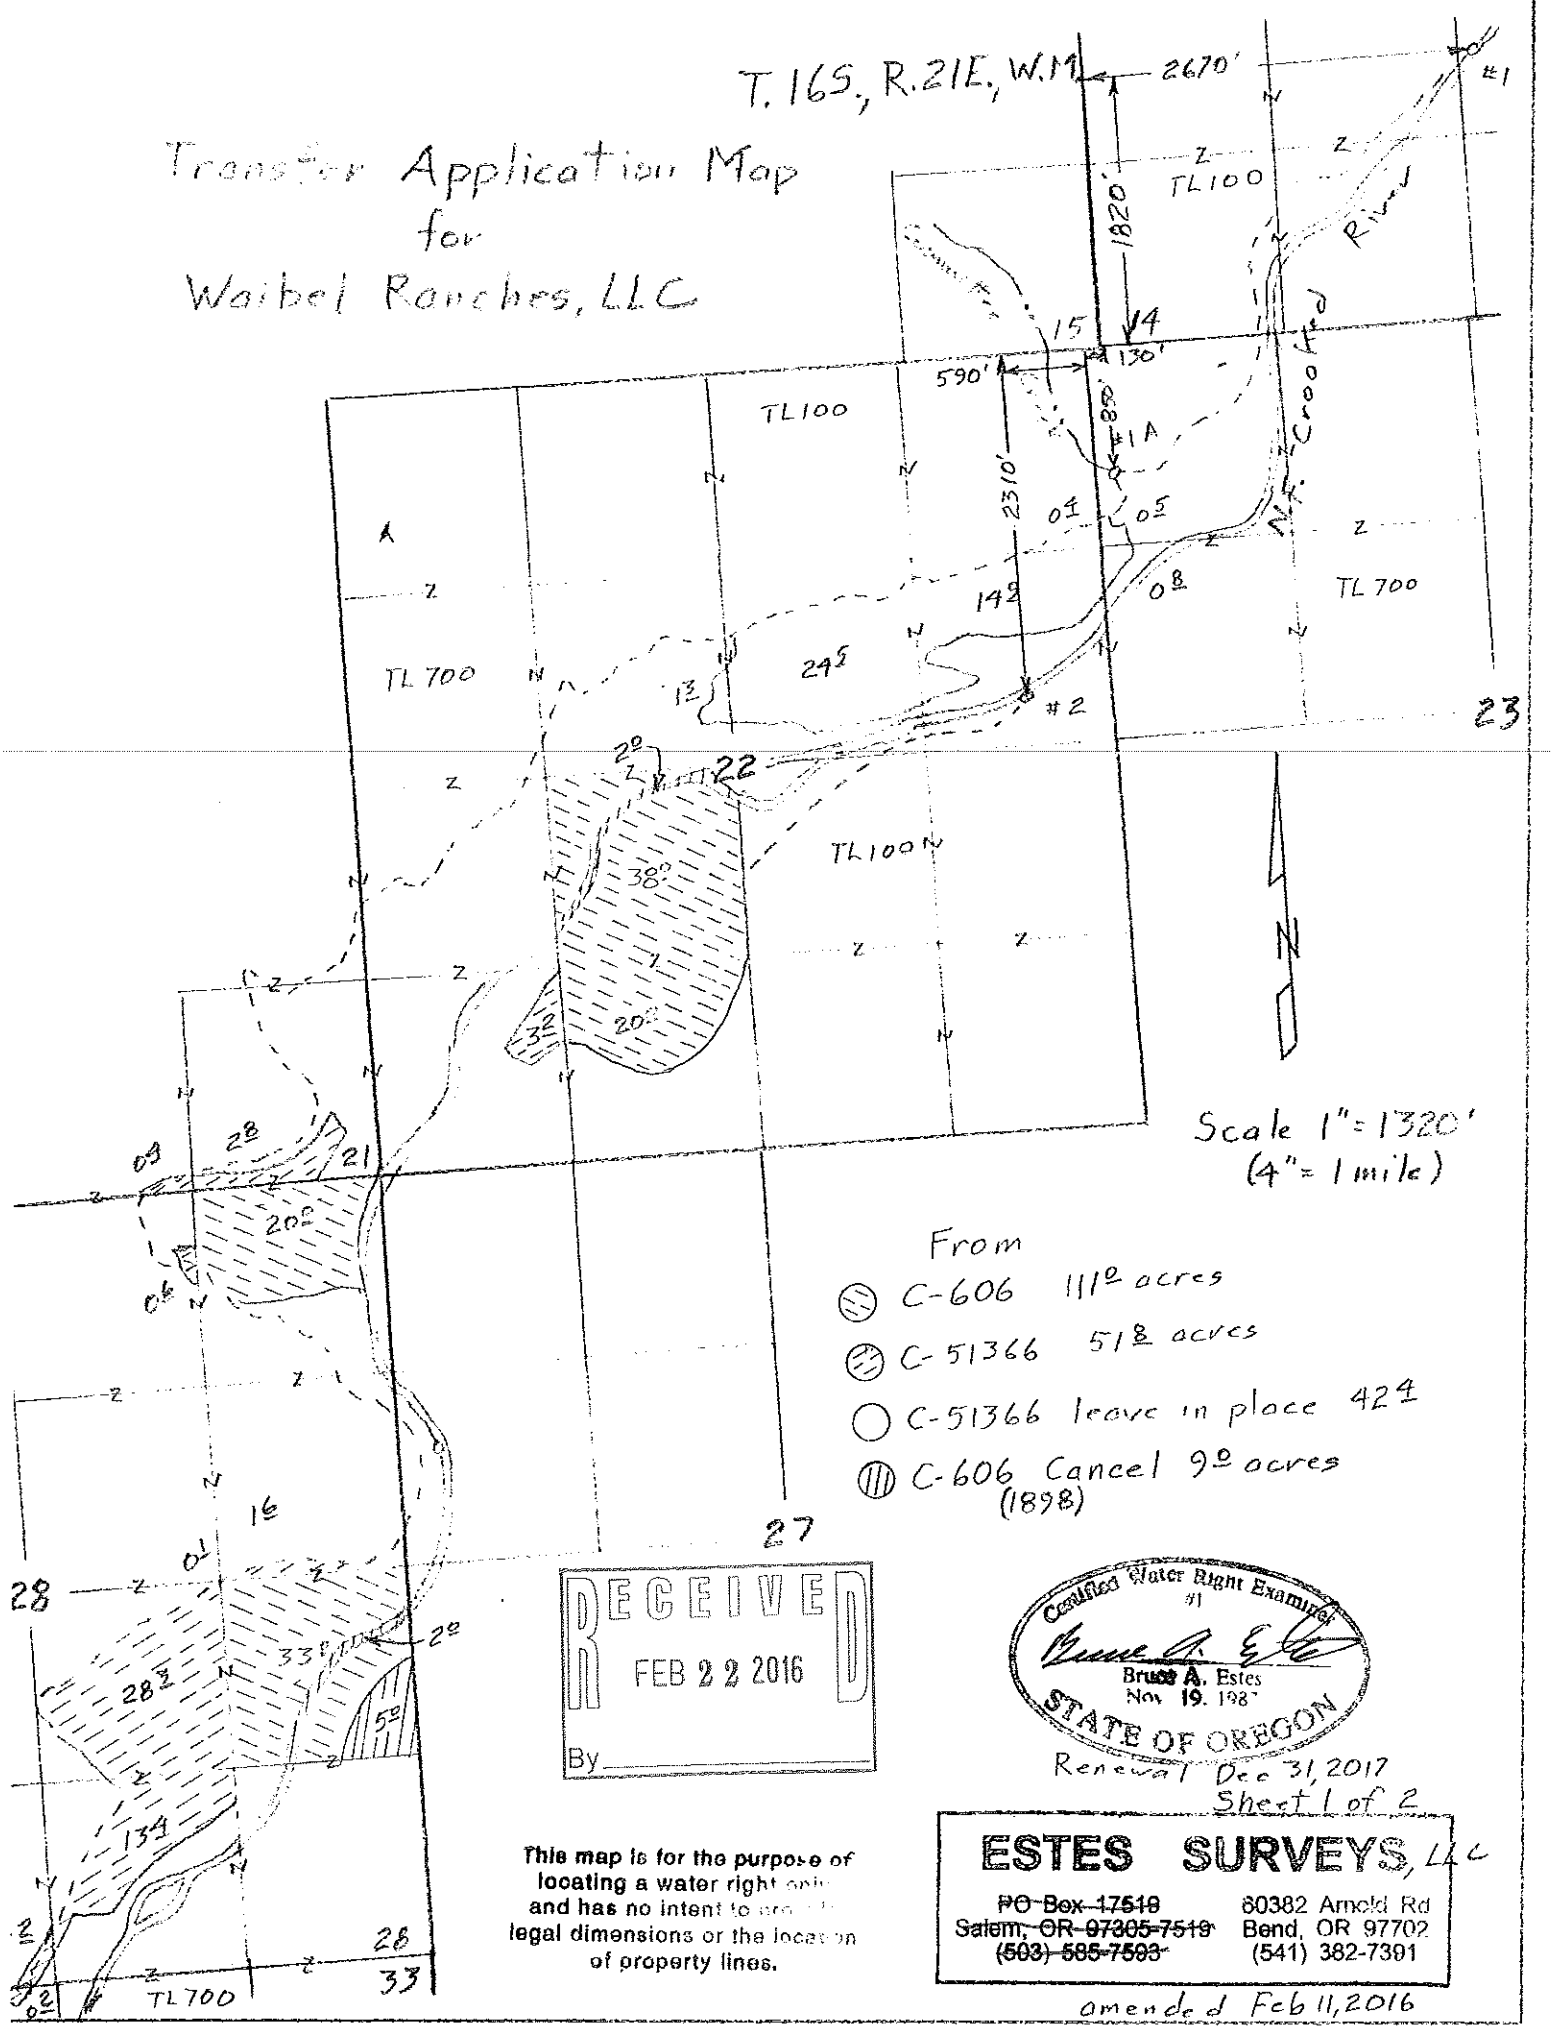 T. 16S., R. 21E., W.M.
Transfer Application Map
for
Waibel Ranches, LLC
2670'
#1
TL100
1820'
River
N.F. Crooked
15 14
130'
590'
850'
#1A
2310'
TL100
A
0 4
0 5
14 2
0 8
TL 700
TL 700
24 5
#2
23
2 0
22
38 0
TL100
20 0
3 2
N
Scale 1"=1320'
(4"= 1 mile)
0 9
2 8
21
20 0
0 6
From
C-606 111 0 acres
C-51366 51 8 acres
C-51366 leave in place 42 4
C-606 Cancel 9 0 acres
(1898)
1 6
0 1
27
28
2 0
28 3
5 0
13 4
RECEIVED
FEB 22 2016
By
Certified Water Right Examiner
#1
Bruce A. Estes
Bruce A. Estes
Nov 19. 198
STATE OF OREGON
Renewal Dec 31, 2017
Sheet 1 of 2
This map is for the purpose of
locating a water right
and has no intent to
legal dimensions or the location
of property lines.
ESTES SURVEYS, LLC
PO Box 17519 60382 Arnold Rd
Salem, OR 97305-7519 Bend, OR 97702
(503) 585-7593 (541) 382-7391
amended Feb 11, 2016
28
33
TL700
0 2